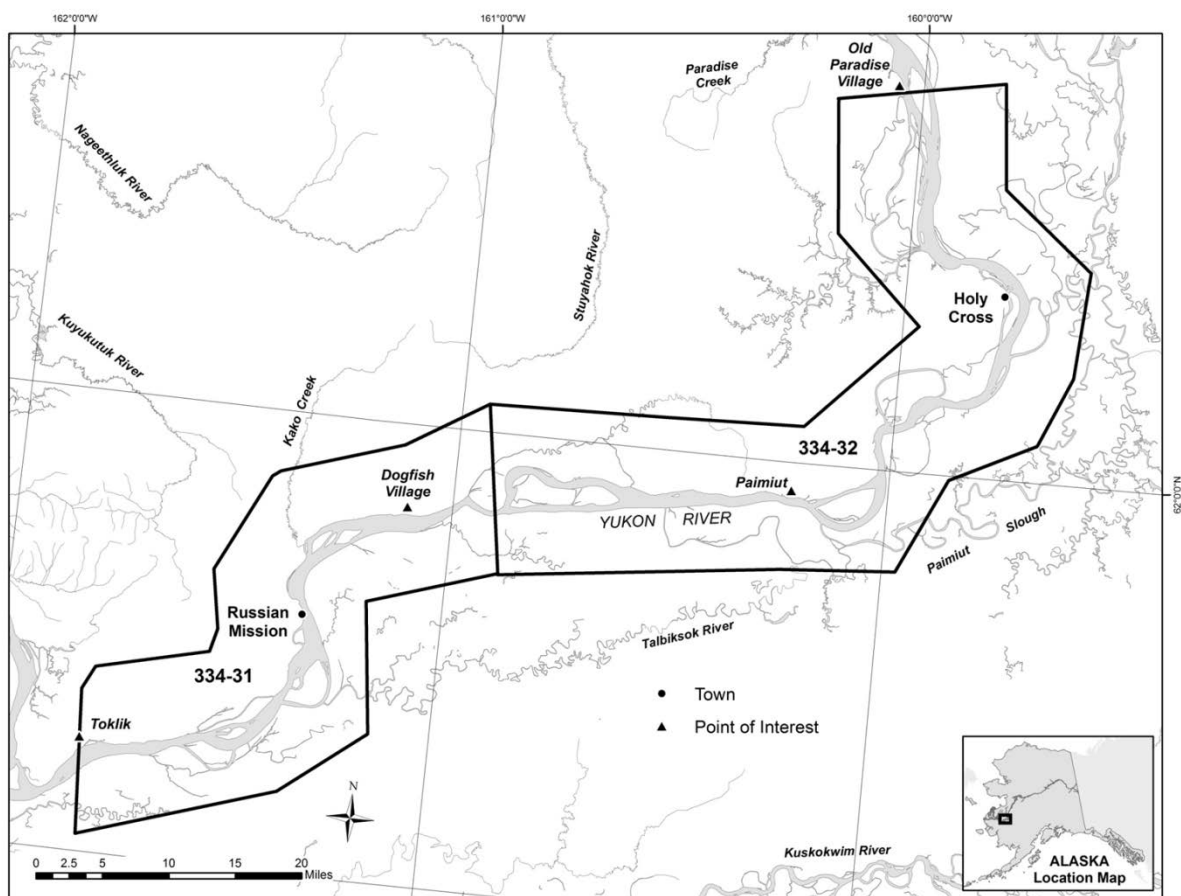 162°0'0"W
161°0'0"W
160°0'0"W
Old
Paradise
Village
Paradise
Creek
Nageethluk River
Stuyahok River
Holy
Cross
Kuyukutuk River
Kako Creek
334-32
Dogfish
Village
Paimiut
62°0'0"N
YUKON RIVER
Paimiut Slough
Russian
Mission
Talbiksok River
334-31
Town
Toklik
Point of Interest
N
0 2.5 5 10 15 20
Miles
Kuskokwim River
ALASKA
Location Map